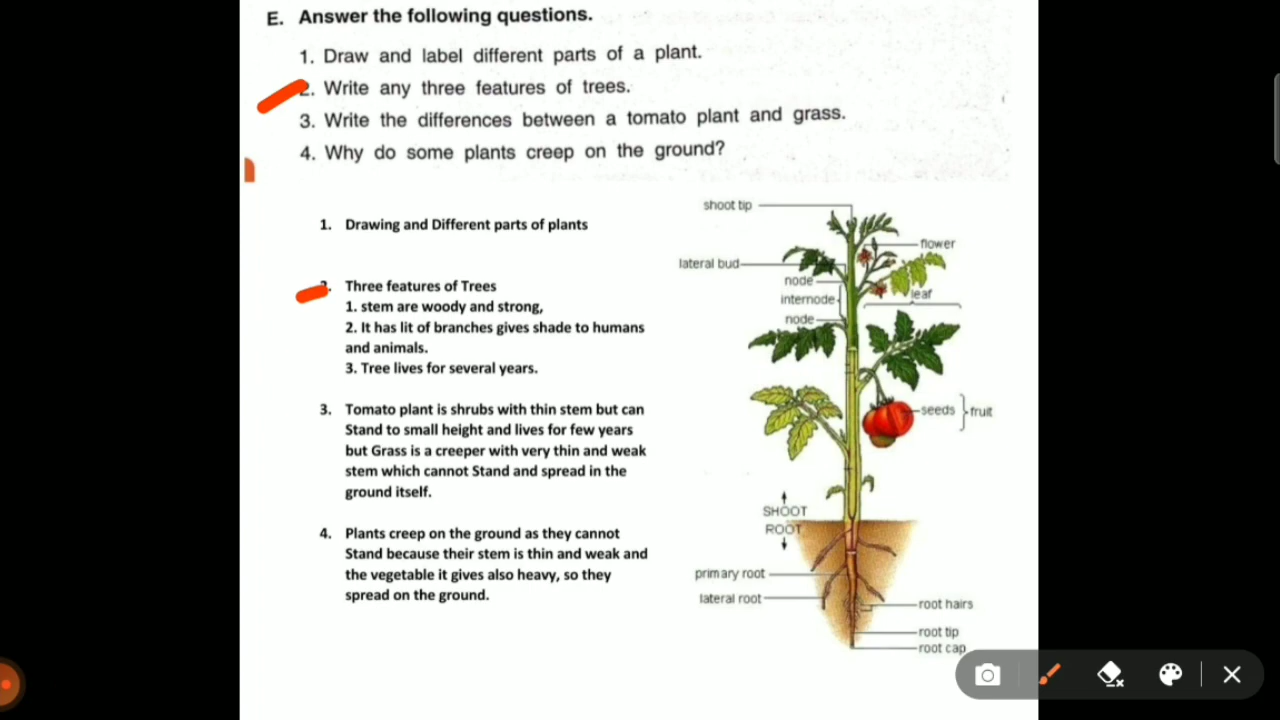 E. Answer the following questions.
1. Draw and label different parts of a plant.
2. Write any three features of trees.
3. Write the differences between a tomato plant and grass.
4. Why do some plants creep on the ground?
1. Drawing and Different parts of plants
2. Three features of Trees
1. stem are woody and strong,
2. It has lit of branches gives shade to humans
and animals.
3. Tree lives for several years.
3. Tomato plant is shrubs with thin stem but can
Stand to small height and lives for few years
but Grass is a creeper with very thin and weak
stem which cannot Stand and spread in the
ground itself.
4. Plants creep on the ground as they cannot
Stand because their stem is thin and weak and
the vegetable it gives also heavy, so they
spread on the ground.
shoot tip
flower
lateral bud
node
internode
leaf
node
seeds
fruit
SHOOT
ROOT
primary root
lateral root
root hairs
root tip
root cap